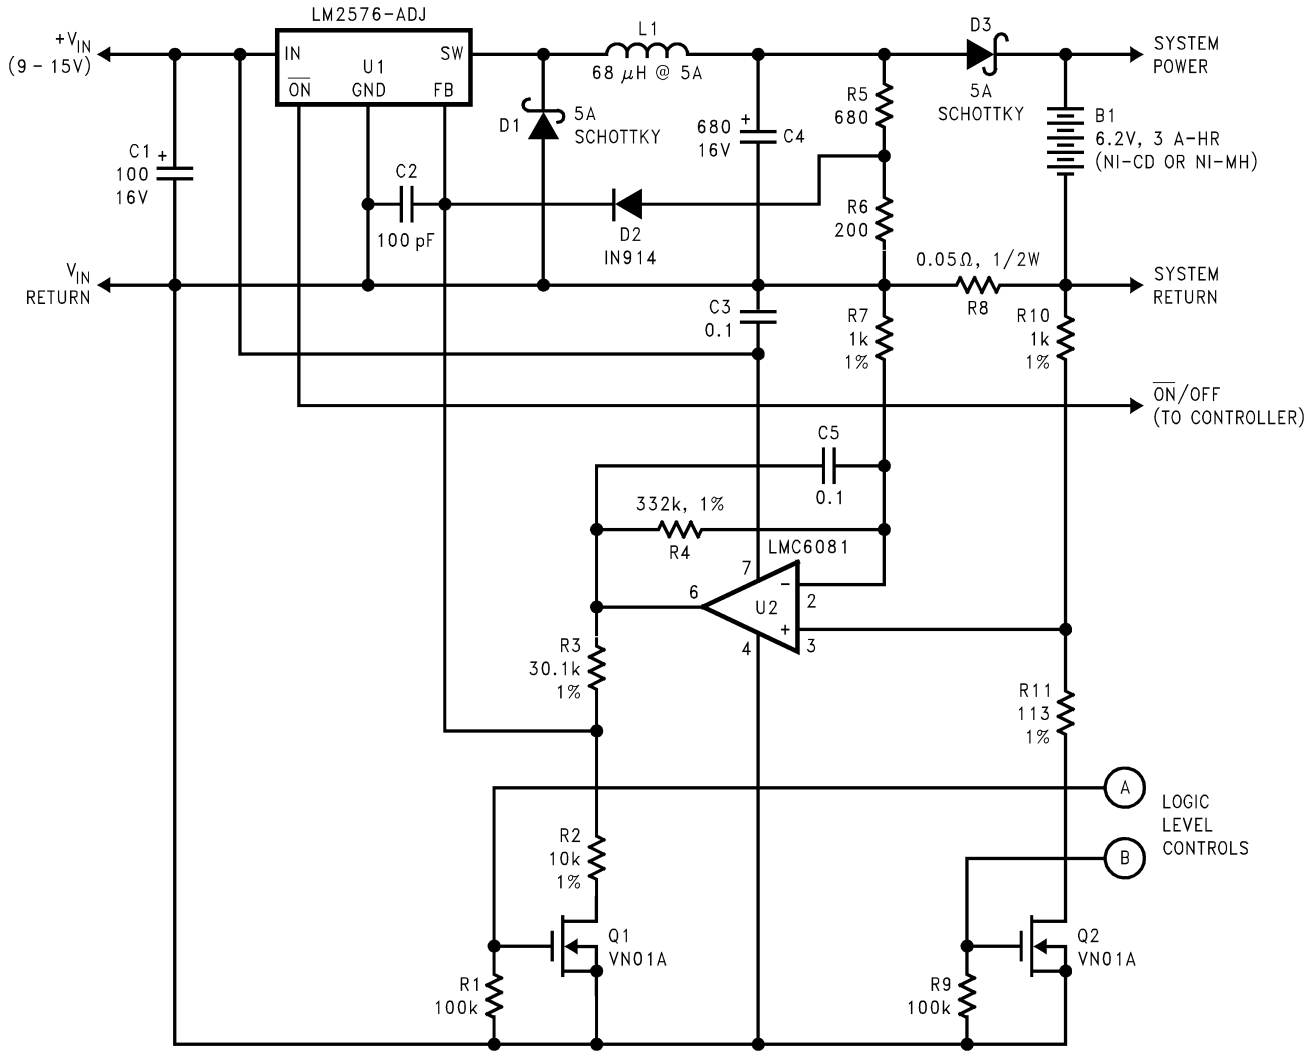 LM2576-ADJ
+VIN
(9 - 15V)
IN
SW
U1
ON
GND
FB
L1
68 μH @ 5A
D3
5A
SCHOTTKY
SYSTEM
POWER
D1
5A
SCHOTTKY
680
16V
+
C4
R5
680
B1
6.2V, 3 A-HR
(NI-CD OR NI-MH)
C1
100
16V
+
C2
100 pF
D2
IN914
R6
200
0.05Ω, 1/2W
R8
VIN
RETURN
SYSTEM
RETURN
C3
0.1
R7
1k
1%
R10
1k
1%
ON/OFF
(TO CONTROLLER)
C5
0.1
332k, 1%
R4
LMC6081
7
6
U2
-
2
+
3
4
R3
30.1k
1%
R11
113
1%
A
B
LOGIC
LEVEL
CONTROLS
R2
10k
1%
Q1
VN01A
Q2
VN01A
R1
100k
R9
100k